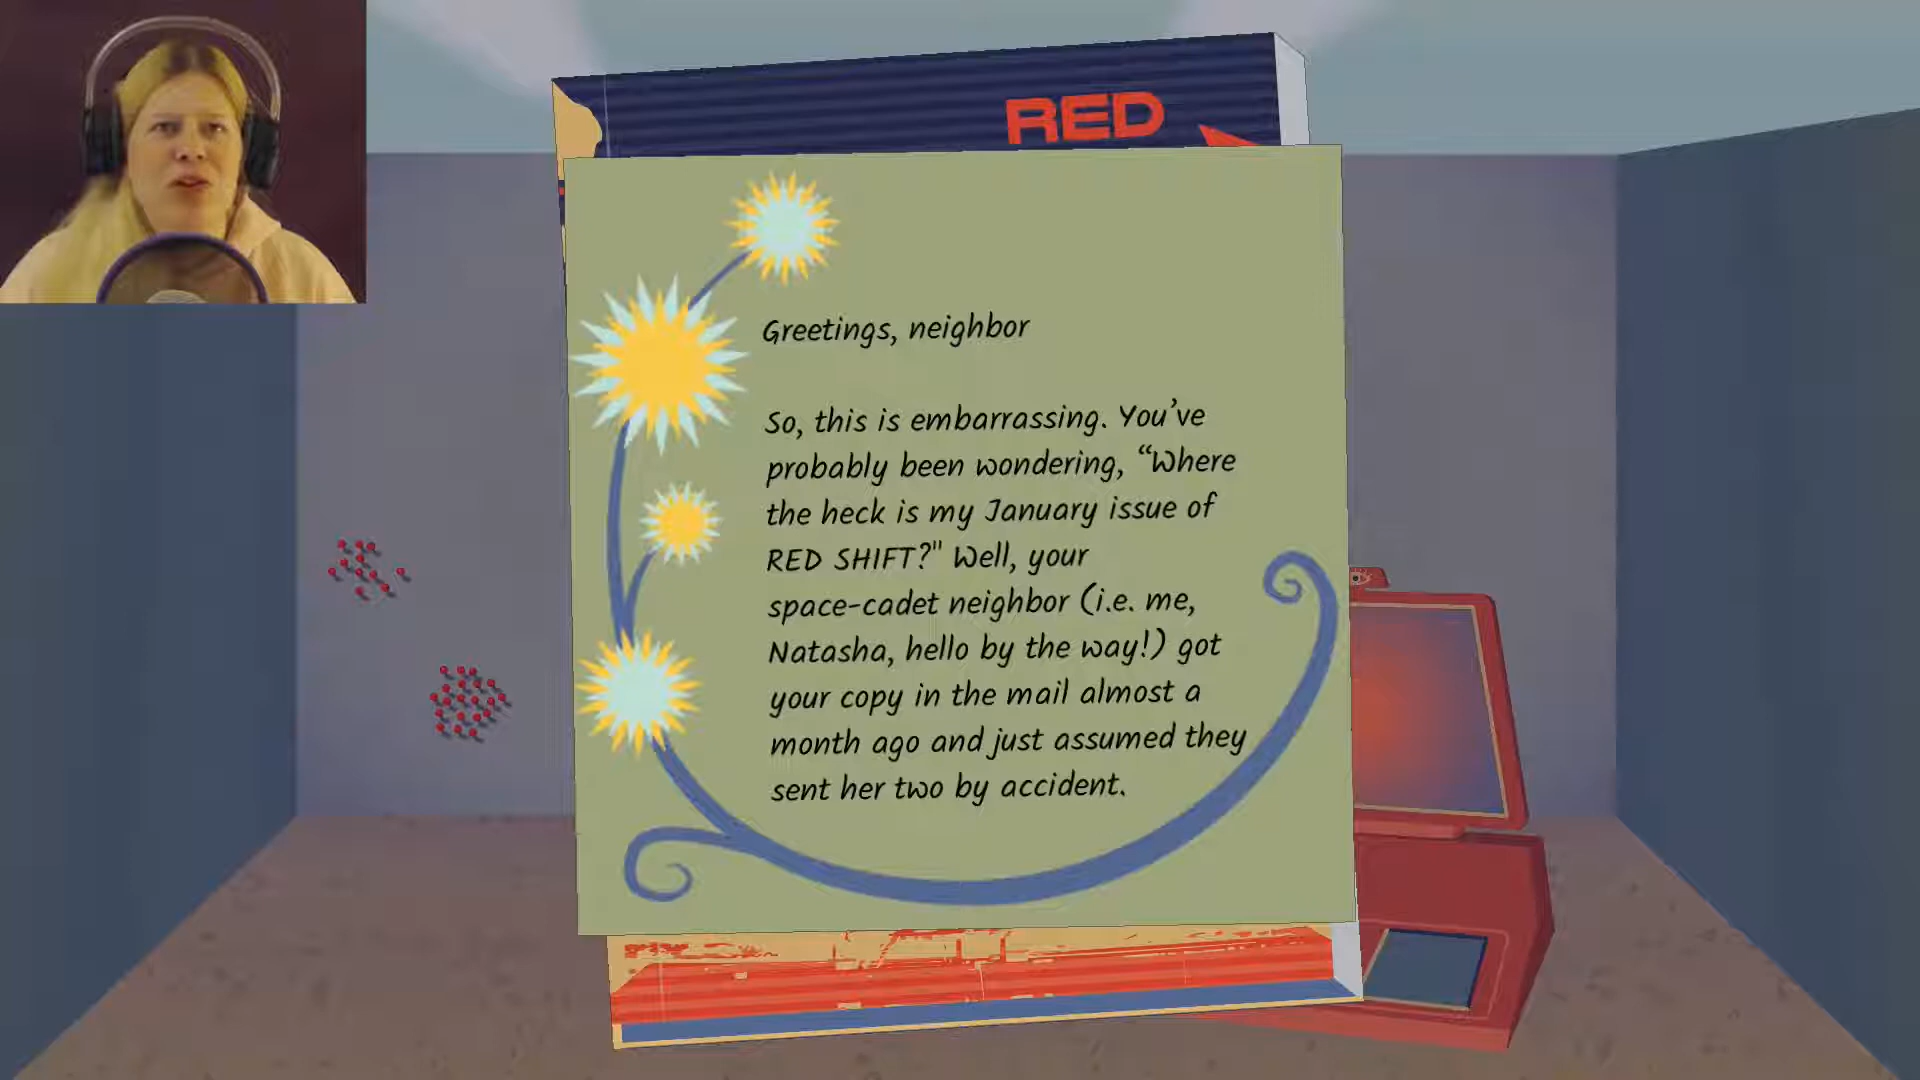 RED
Greetings, neighbor
So, this is embarrassing. You’ve
probably been wondering, “Where
the heck is my January issue of
RED SHIFT?" Well, your
space-cadet neighbor (i.e. me,
Natasha, hello by the way!) got
your copy in the mail almost a
month ago and just assumed they
sent her two by accident.